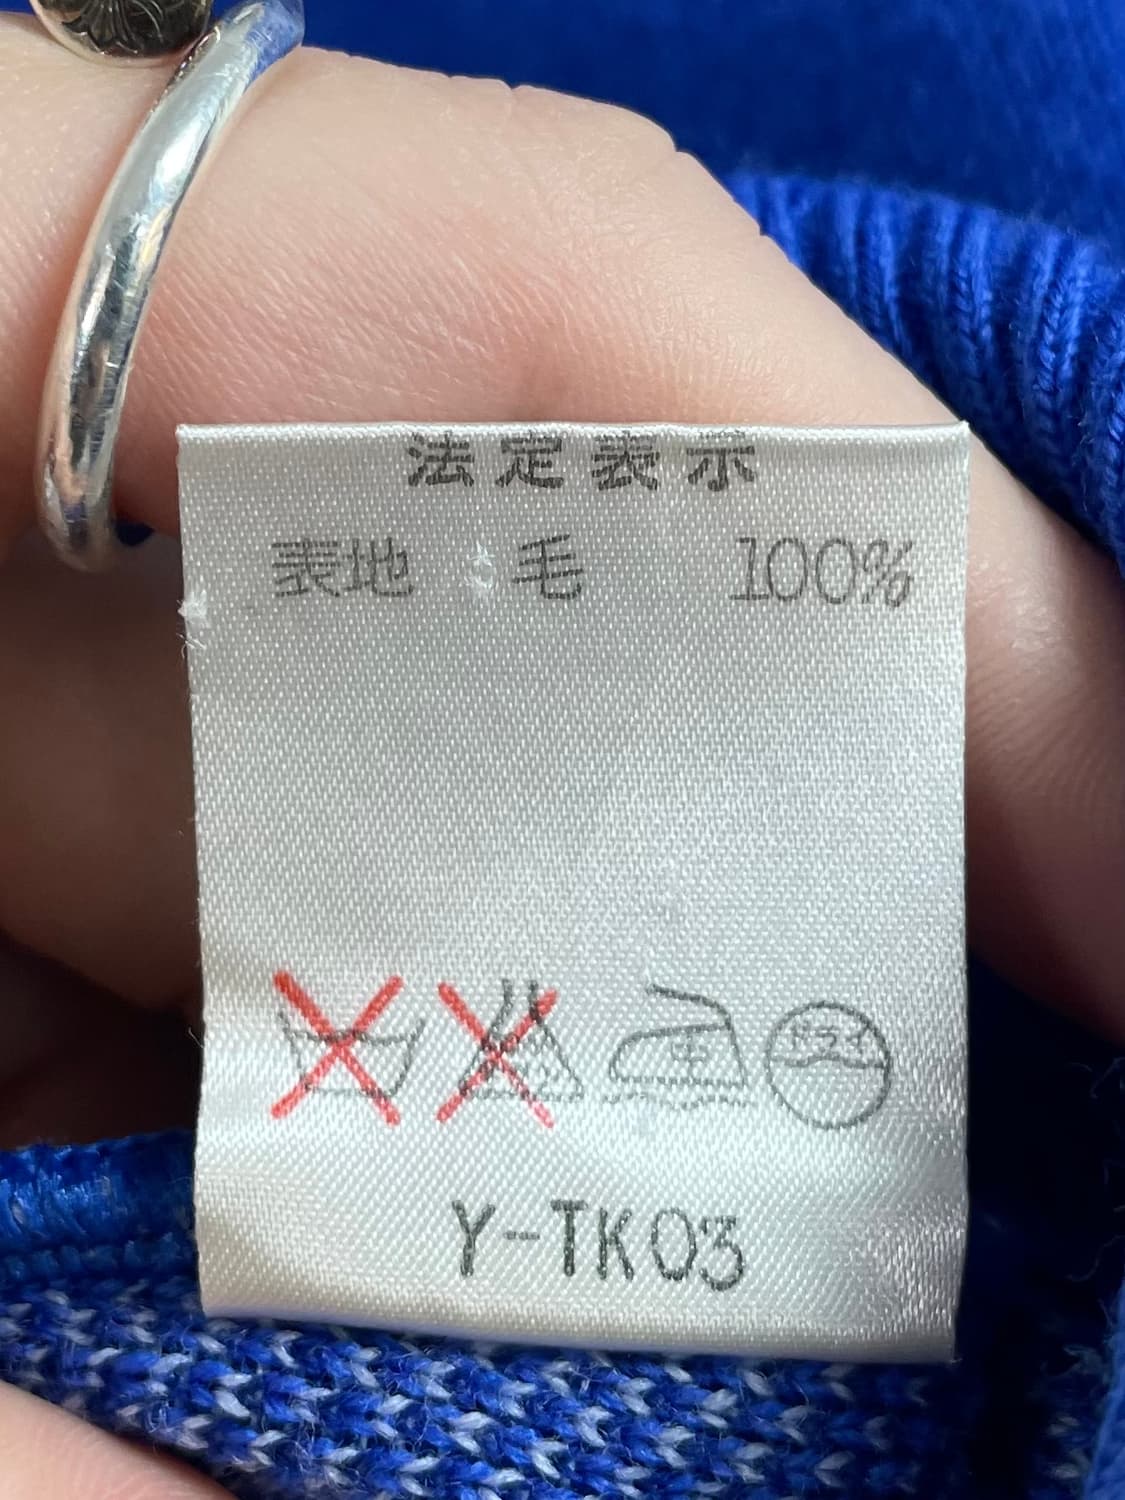 法定表示
表地 毛 100%
中 ドライ
Y-TK03